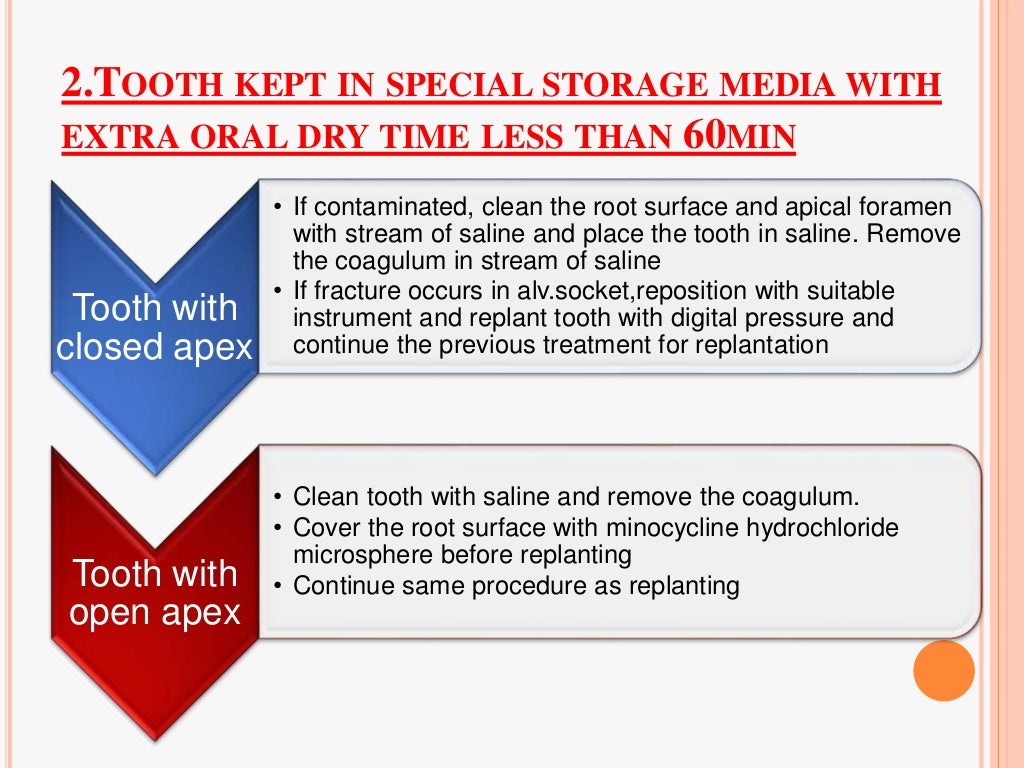 2.TOOTH KEPT IN SPECIAL STORAGE MEDIA WITH
EXTRA ORAL DRY TIME LESS THAN 60MIN
Tooth with
closed apex
• If contaminated, clean the root surface and apical foramen
with stream of saline and place the tooth in saline. Remove
the coagulum in stream of saline
• If fracture occurs in alv.socket,reposition with suitable
instrument and replant tooth with digital pressure and
continue the previous treatment for replantation
Tooth with
open apex
• Clean tooth with saline and remove the coagulum.
• Cover the root surface with minocycline hydrochloride
microsphere before replanting
• Continue same procedure as replanting